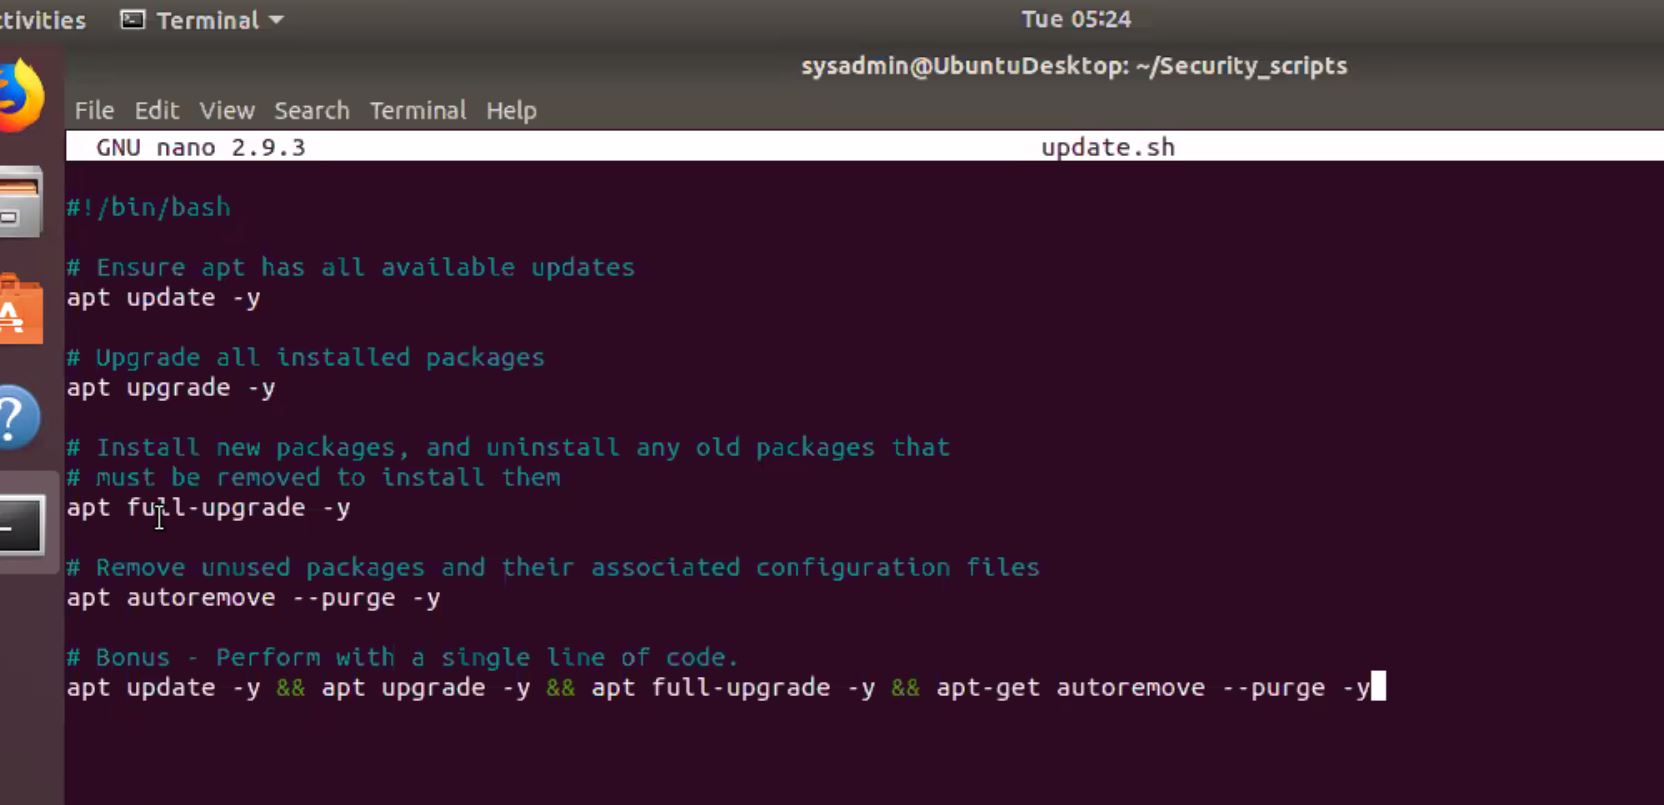 ctivities Terminal Tue 05:24
sysadmin@UbuntuDesktop: ~/Security_scripts
File Edit View Search Terminal Help
GNU nano 2.9.3 update.sh
#!/bin/bash
# Ensure apt has all available updates
apt update -y
# Upgrade all installed packages
apt upgrade -y
# Install new packages, and uninstall any old packages that
# must be removed to install them
apt full-upgrade -y
# Remove unused packages and their associated configuration files
apt autoremove --purge -y
# Bonus - Perform with a single line of code.
apt update -y && apt upgrade -y && apt full-upgrade -y && apt-get autoremove --purge -y